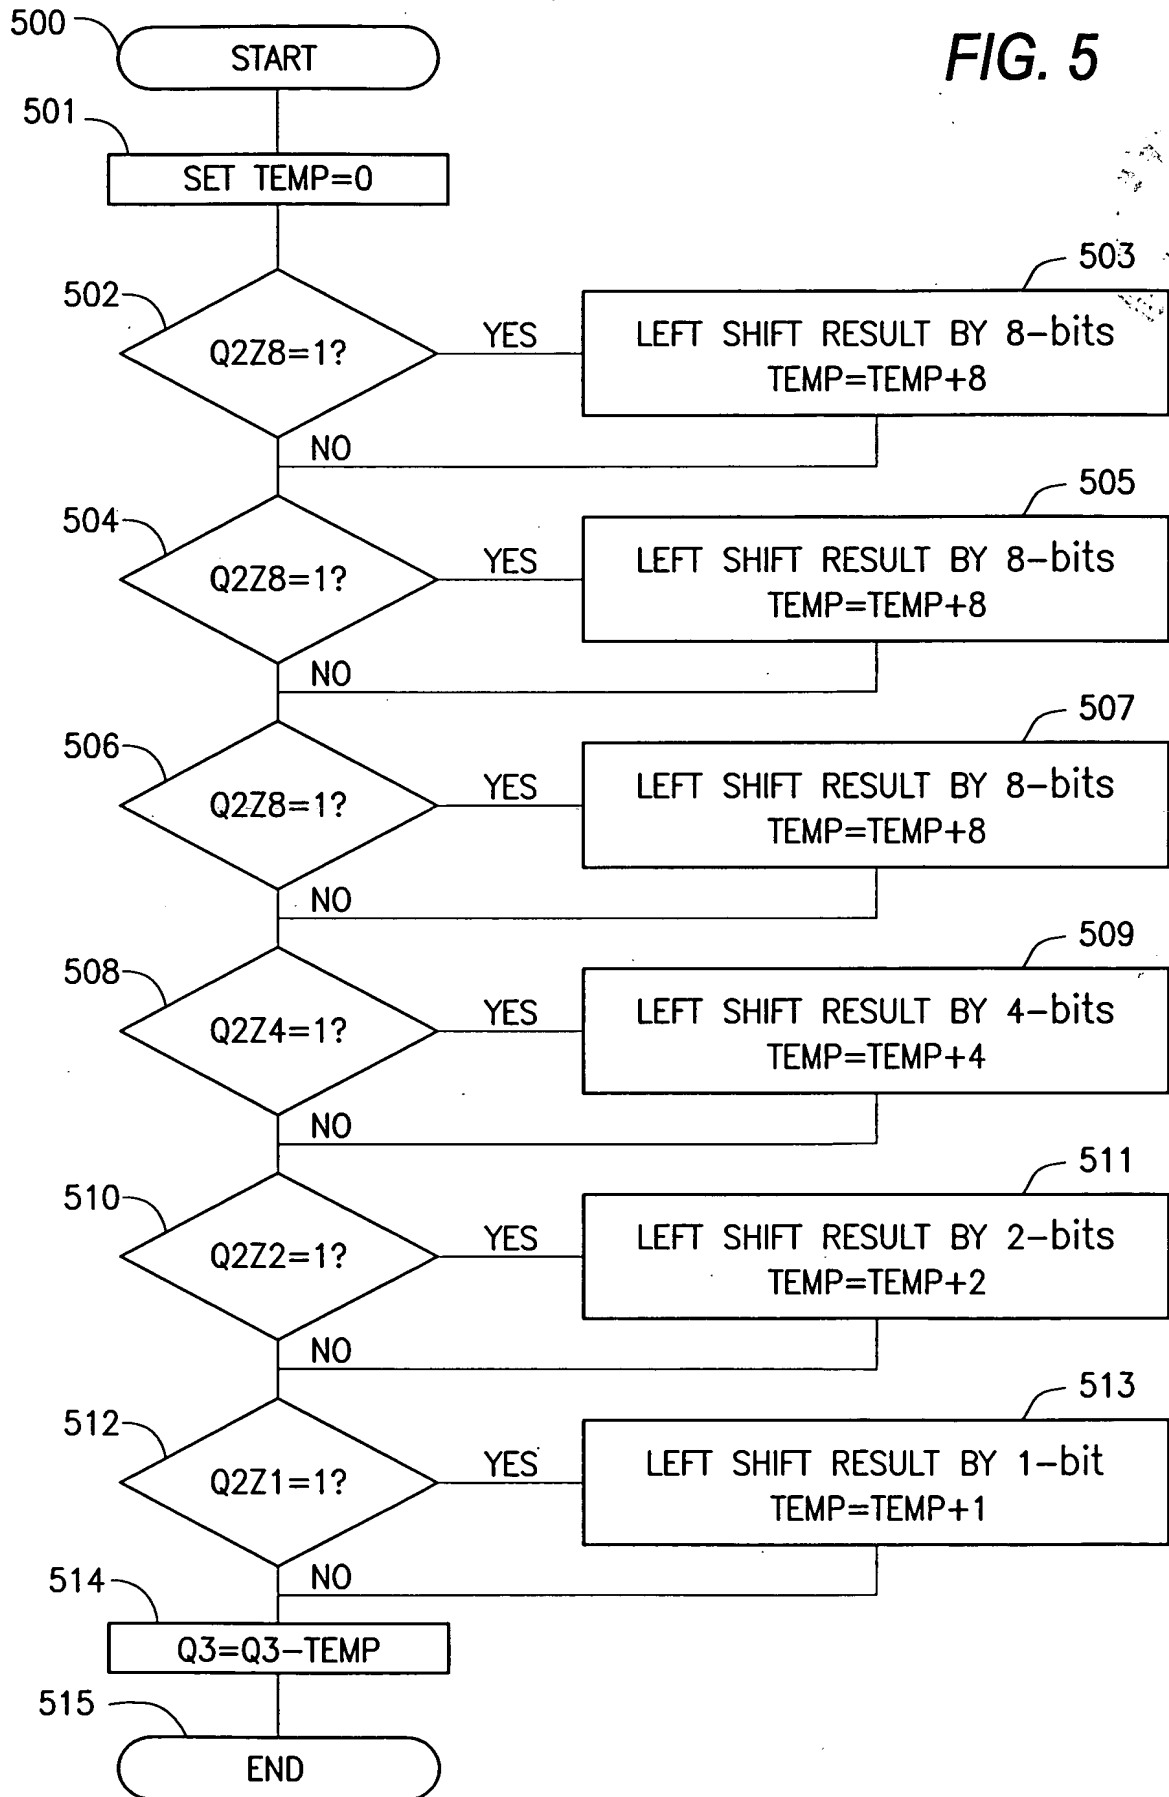 FIG. 5
500
START
501
SET TEMP=0
502
Q2Z8=1?
YES
NO
503
LEFT SHIFT RESULT BY 8-bits
TEMP=TEMP+8
504
Q2Z8=1?
YES
NO
505
LEFT SHIFT RESULT BY 8-bits
TEMP=TEMP+8
506
Q2Z8=1?
YES
NO
507
LEFT SHIFT RESULT BY 8-bits
TEMP=TEMP+8
508
Q2Z4=1?
YES
NO
509
LEFT SHIFT RESULT BY 4-bits
TEMP=TEMP+4
510
Q2Z2=1?
YES
NO
511
LEFT SHIFT RESULT BY 2-bits
TEMP=TEMP+2
512
Q2Z1=1?
YES
NO
513
LEFT SHIFT RESULT BY 1-bit
TEMP=TEMP+1
514
Q3=Q3-TEMP
515
END